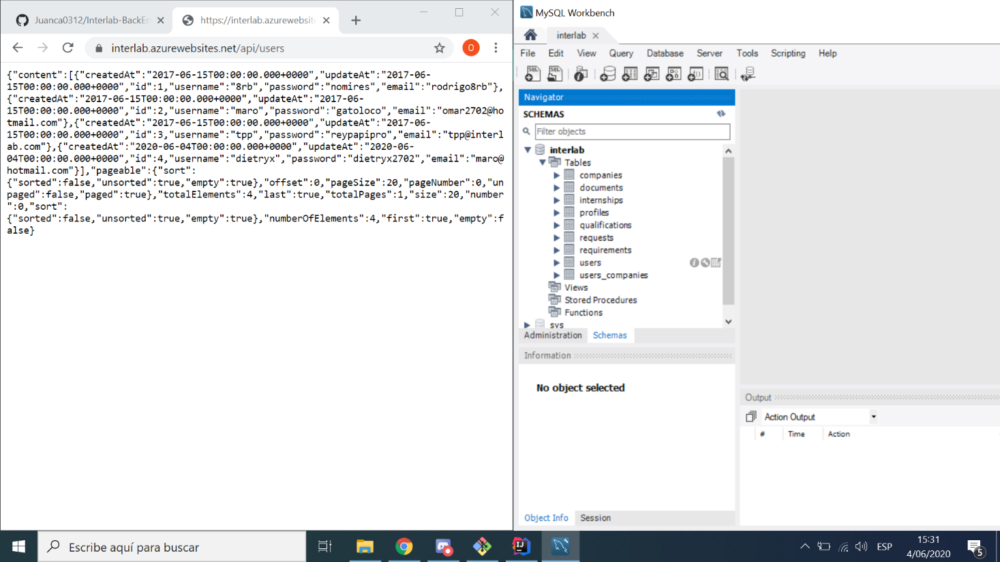 Juanca0312/Interlab-BackEn
https://interlab.azurewebsit
interlab.azurewebsites.net/api/users
O
{"content":[{"createdAt":"2017-06-15T00:00:00.000+0000","updateAt":"2017-06-
15T00:00:00.000+0000","id":1,"username":"8rb","password":"nomires","email":"rodrigo8rb"},
{"createdAt":"2017-06-15T00:00:00.000+0000","updateAt":"2017-06-
15T00:00:00.000+0000","id":2,"username":"maro","password":"gatoloco","email":"omar2702@ho
tmail.com"},{"createdAt":"2017-06-15T00:00:00.000+0000","updateAt":"2017-06-
15T00:00:00.000+0000","id":3,"username":"tpp","password":"reypapipro","email":"tpp@interl
ab.com"},{"createdAt":"2020-06-04T00:00:00.000+0000","updateAt":"2020-06-
04T00:00:00.000+0000","id":4,"username":"dietryx","password":"dietryx2702","email":"maro@
hotmail.com"}],"pageable":{"sort":
{"sorted":false,"unsorted":true,"empty":true},"offset":0,"pageSize":20,"pageNumber":0,"un
paged":false,"paged":true},"totalElements":4,"last":true,"totalPages":1,"size":20,"number
":0,"sort":
{"sorted":false,"unsorted":true,"empty":true},"numberOfElements":4,"first":true,"empty":f
alse}
MySQL Workbench
interlab
File Edit View Query Database Server Tools Scripting Help
SQL SQL
Navigator
SCHEMAS
Filter objects
interlab
Tables
companies
documents
internships
profiles
qualifications
requests
requirements
users
users_companies
Views
Stored Procedures
Functions
sys
Administration Schemas
Information
No object selected
Object Info Session
Output
Action Output
# Time Action
Escribe aquí para buscar
IJ
ESP
15:31
4/06/2020
5